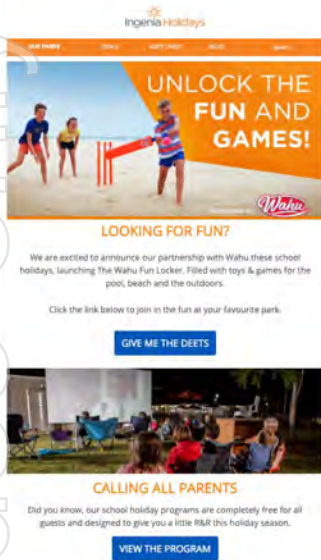 Ingenia Holidays
OUR PARKS
UNLOCK THE
FUN AND
GAMES!
Wahu
LOOKING FOR FUN?
We are excited to announce our partnership with Wahu these school
holidays, launching The Wahu Fun Locker. Filled with toys & games for the
pool, beach and the outdoors.
Click the link below to join in the fun at your favourite park.
GIVE ME THE DEETS
CALLING ALL PARENTS
Did you know, our school holiday programs are completely free for all
guests and designed to give you a little R&R this holiday season.
VIEW THE PROGRAM